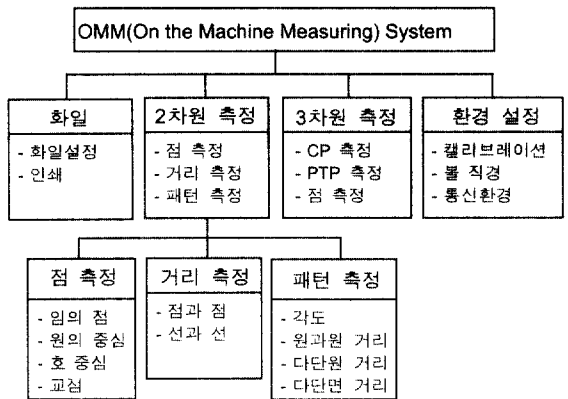 OMM(On the Machine Measuring) System
화일
- 화일설정
- 인쇄
2차원 측정
- 점 측정
- 거리 측정
- 패턴 측정
3차원 측정
- CP 측정
- PTP 측정
- 점 측정
환경 설정
- 캘리브레이션
- 볼 직경
- 통신환경
점 측정
- 임의 점
- 원의 중심
- 호 중심
- 교점
거리 측정
- 점과 점
- 선과 선
패턴 측정
- 각도
- 원과원 거리
- 다단원 거리
- 다단면 거리